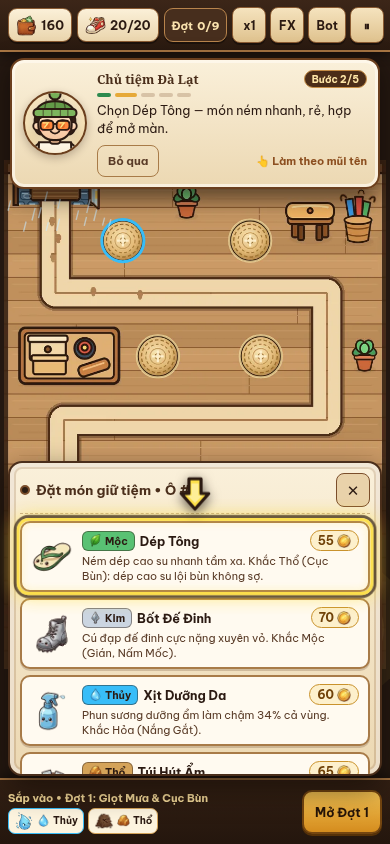 160
20/20
Đợt 0/9
x1
FX
Bot
Chủ tiệm Đà Lạt
Bước 2/5
Chọn Dép Tông — món ném nhanh, rẻ, hợp
để mở màn.
Bỏ qua
👆 Làm theo mũi tên
Đặt món giữ tiệm • Ô
✕
Mộc
Dép Tông
55
Ném dép cao su nhanh tầm xa. Khắc Thổ (Cục
Bùn): dép cao su lội bùn không sợ.
Kim
Bốt Đế Đinh
70
Cú đạp đế đinh cực nặng xuyên vỏ. Khắc Mộc
(Gián, Nấm Mốc).
Thủy
Xịt Dưỡng Da
60
Phun sương dưỡng ẩm làm chậm 34% cả vùng.
Khắc Hỏa (Nắng Gắt).
Thổ
Túi Hút Ẩm
65
Sắp vào • Đợt 1: Giọt Mưa & Cục Bùn
Thủy
Thổ
Mở Đợt 1